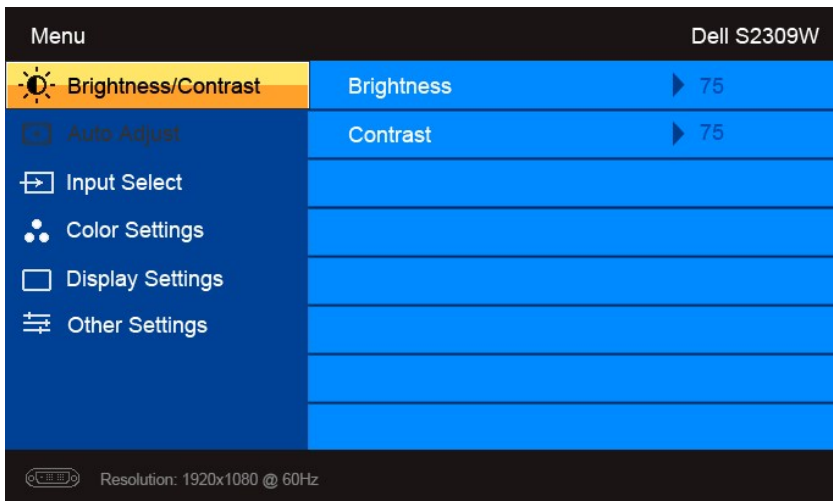 Menu Dell S2309W
Brightness/Contrast Brightness 75
Auto Adjust Contrast 75
Input Select
Color Settings
Display Settings
Other Settings
Resolution: 1920x1080 @ 60Hz